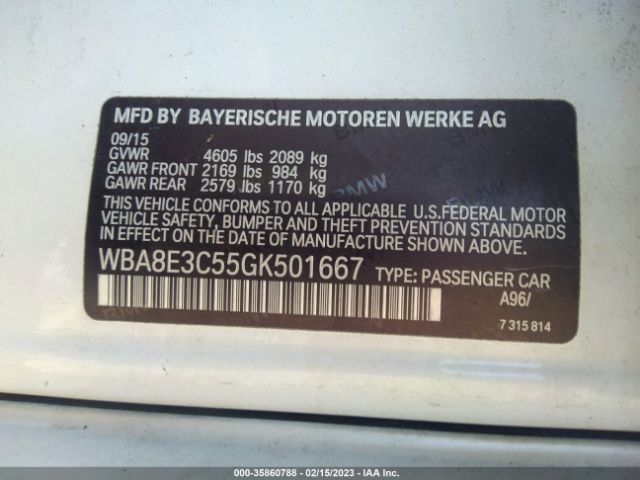 MFD BY BAYERISCHE MOTOREN WERKE AG
09/15
GVWR 4605 lbs 2089 kg
GAWR FRONT 2169 lbs 984 kg
GAWR REAR 2579 lbs 1170 kg
THIS VEHICLE CONFORMS TO ALL APPLICABLE U.S.FEDERAL MOTOR
VEHICLE SAFETY, BUMPER AND THEFT PREVENTION STANDARDS
IN EFFECT ON THE DATE OF MANUFACTURE SHOWN ABOVE.
WBA8E3C55GK501667 TYPE: PASSENGER CAR
A96/
7 315 814
BMW
000-35860788 - 02/15/2023 - IAA Inc.